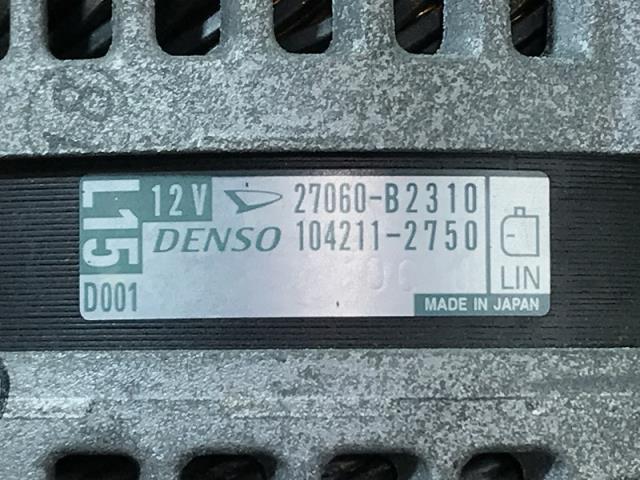 L15
12V 27060-B2310
DENSO 104211-2750
D001
LIN
MADE IN JAPAN